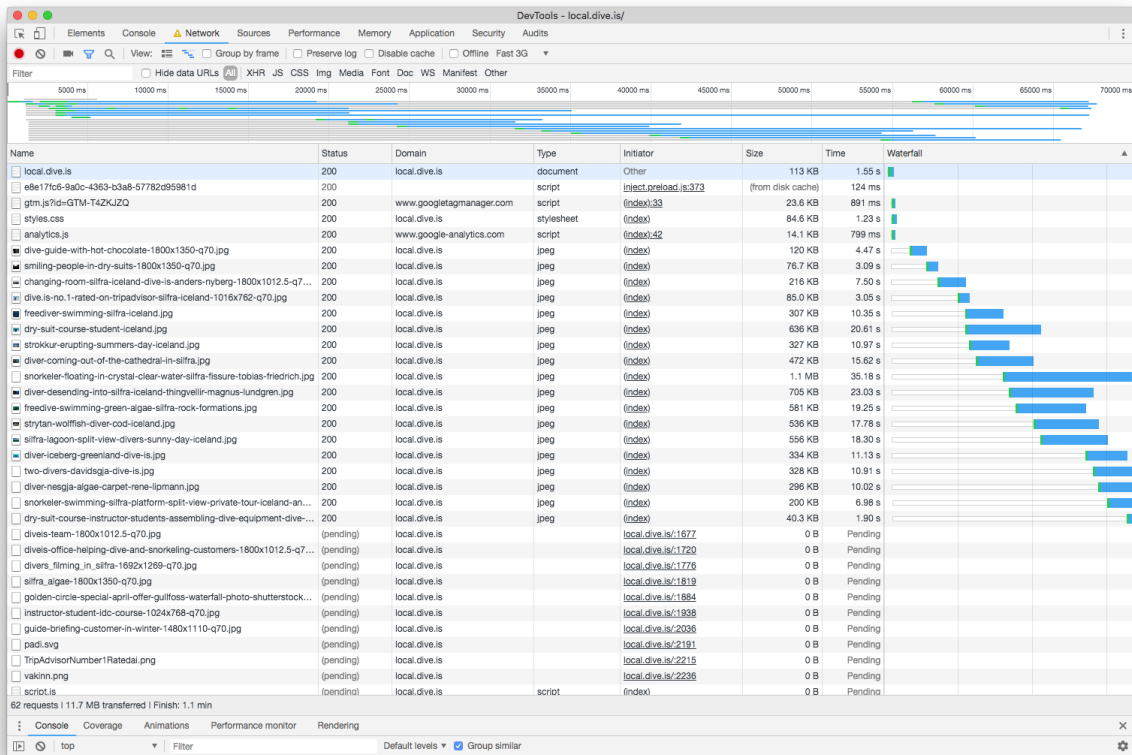 DevTools - local.dive.is/
Elements Console Network Sources Performance Memory Application Security Audits
View: Group by frame Preserve log Disable cache Offline Fast 3G
Filter Hide data URLs All XHR JS CSS Img Media Font Doc WS Manifest Other
5000 ms 10000 ms 15000 ms 20000 ms 25000 ms 30000 ms 35000 ms 40000 ms 45000 ms 50000 ms 55000 ms 60000 ms 65000 ms 70000 ms
Name Status Domain Type Initiator Size Time Waterfall
local.dive.is 200 local.dive.is document Other 113 KB 1.55 s
e8e17fc6-9a0c-4363-b3a8-57782d95981d 200 script inject.preload.js:373 (from disk cache) 124 ms
gtm.js?id=GTM-T4ZKJZQ 200 www.googletagmanager.com script (index):33 23.6 KB 891 ms
styles.css 200 local.dive.is stylesheet (index) 84.6 KB 1.23 s
analytics.js 200 www.google-analytics.com script (index):42 14.1 KB 799 ms
dive-guide-with-hot-chocolate-1800x1350-q70.jpg 200 local.dive.is jpeg (index) 120 KB 4.47 s
smiling-people-in-dry-suits-1800x1350-q70.jpg 200 local.dive.is jpeg (index) 76.7 KB 3.09 s
changing-room-silfra-iceland-dive-is-anders-nyberg-1800x1012.5-q7... 200 local.dive.is jpeg (index) 216 KB 7.50 s
dive.is-no.1-rated-on-tripadvisor-silfra-iceland-1016x762-q70.jpg 200 local.dive.is jpeg (index) 85.0 KB 3.05 s
freediver-swimming-silfra-iceland.jpg 200 local.dive.is jpeg (index) 307 KB 10.35 s
dry-suit-course-student-iceland.jpg 200 local.dive.is jpeg (index) 636 KB 20.61 s
strokkur-erupting-summers-day-iceland.jpg 200 local.dive.is jpeg (index) 327 KB 10.97 s
diver-coming-out-of-the-cathedral-in-silfra.jpg 200 local.dive.is jpeg (index) 472 KB 15.62 s
snorkeler-floating-in-crystal-clear-water-silfra-fissure-tobias-friedrich.jpg 200 local.dive.is jpeg (index) 1.1 MB 35.18 s
diver-desending-into-silfra-iceland-thingvellir-magnus-lundgren.jpg 200 local.dive.is jpeg (index) 705 KB 23.03 s
freedive-swimming-green-algae-silfra-rock-formations.jpg 200 local.dive.is jpeg (index) 581 KB 19.25 s
strytan-wolffish-diver-cod-iceland.jpg 200 local.dive.is jpeg (index) 536 KB 17.78 s
silfra-lagoon-split-view-divers-sunny-day-iceland.jpg 200 local.dive.is jpeg (index) 556 KB 18.30 s
diver-iceberg-greenland-dive-is.jpg 200 local.dive.is jpeg (index) 334 KB 11.13 s
two-divers-davidsgja-dive-is.jpg 200 local.dive.is jpeg (index) 328 KB 10.91 s
diver-nesgja-algae-carpet-rene-lipmann.jpg 200 local.dive.is jpeg (index) 296 KB 10.02 s
snorkeler-swimming-silfra-platform-split-view-private-tour-iceland-an... 200 local.dive.is jpeg (index) 200 KB 6.98 s
dry-suit-course-instructor-students-assembling-dive-equipment-dive-... 200 local.dive.is jpeg (index) 40.3 KB 1.90 s
diveis-team-1800x1012.5-q70.jpg (pending) local.dive.is local.dive.is/:1677 0 B Pending
diveis-office-helping-dive-and-snorkeling-customers-1800x1012.5-q7... (pending) local.dive.is local.dive.is/:1720 0 B Pending
divers_filming_in_silfra-1692x1269-q70.jpg (pending) local.dive.is local.dive.is/:1776 0 B Pending
silfra_algae-1800x1350-q70.jpg (pending) local.dive.is local.dive.is/:1819 0 B Pending
golden-circle-special-april-offer-gullfoss-waterfall-photo-shutterstock... (pending) local.dive.is local.dive.is/:1884 0 B Pending
instructor-student-idc-course-1024x768-q70.jpg (pending) local.dive.is local.dive.is/:1938 0 B Pending
guide-briefing-customer-in-winter-1480x1110-q70.jpg (pending) local.dive.is local.dive.is/:2036 0 B Pending
padi.svg (pending) local.dive.is local.dive.is/:2191 0 B Pending
TripAdvisorNumber1Ratedai.png (pending) local.dive.is local.dive.is/:2215 0 B Pending
vakinn.png (pending) local.dive.is local.dive.is/:2236 0 B Pending
script.js (pending) local.dive.is script (index) 0 B Pending
62 requests | 11.7 MB transferred | Finish: 1.1 min
Console Coverage Animations Performance monitor Rendering
top Filter Default levels Group similar